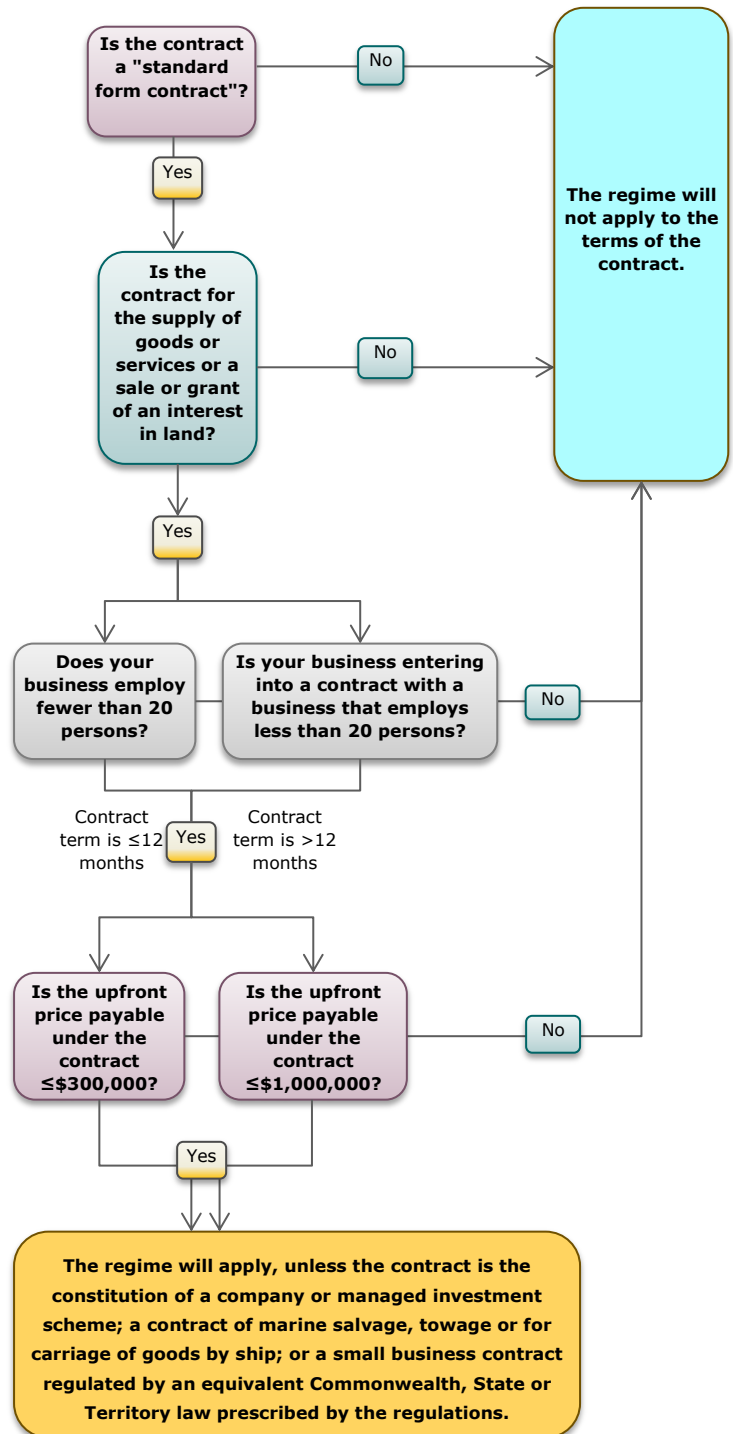 Is the contract
a "standard
form contract"?
No
Yes
The regime will
not apply to the
terms of the
contract.
Is the
contract for
the supply of
goods or
services or a
sale or grant
of an interest
in land?
No
Yes
Does your
business employ
fewer than 20
persons?
Is your business entering
into a contract with a
business that employs
less than 20 persons?
No
Contract
term is ≤12
months
Yes
Contract
term is >12
months
Is the upfront
price payable
under the
contract
≤$300,000?
Is the upfront
price payable
under the
contract
≤$1,000,000?
No
Yes
The regime will apply, unless the contract is the
constitution of a company or managed investment
scheme; a contract of marine salvage, towage or for
carriage of goods by ship; or a small business contract
regulated by an equivalent Commonwealth, State or
Territory law prescribed by the regulations.